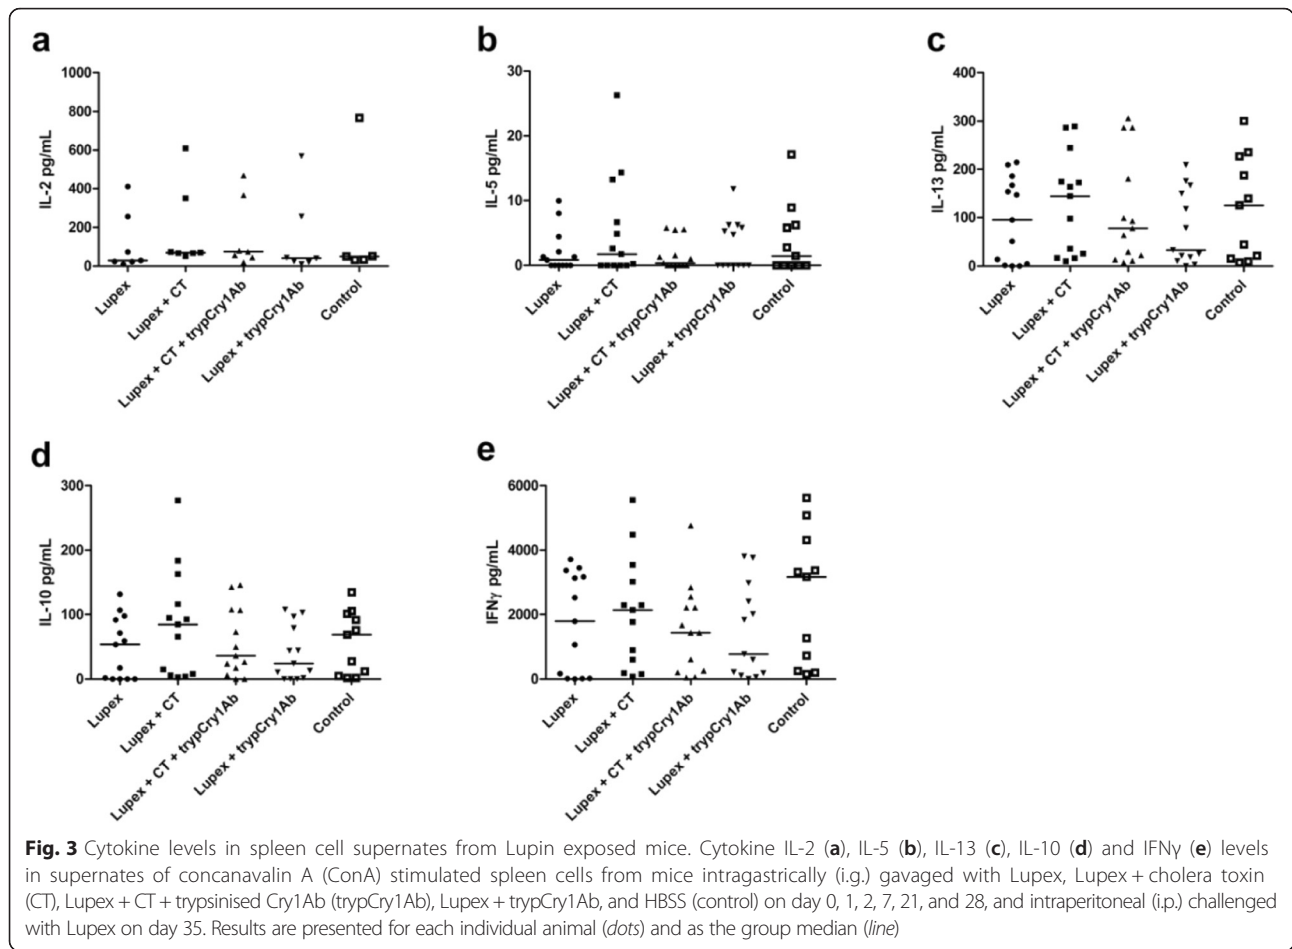 a
1000
800
600
400
200
0
IL-2 pg/mL
Lupex
Lupex + CT
Lupex + CT + trypCry1Ab
Lupex + trypCry1Ab
Control
b
30
20
10
0
IL-5 pg/mL
Lupex
Lupex + CT
Lupex + CT + trypCry1Ab
Lupex + trypCry1Ab
Control
c
400
300
200
100
0
IL-13 pg/mL
Lupex
Lupex + CT
Lupex + CT + trypCry1Ab
Lupex + trypCry1Ab
Control
d
300
200
100
0
IL-10 pg/mL
Lupex
Lupex + CT
Lupex + CT + trypCry1Ab
Lupex + trypCry1Ab
Control
e
6000
4000
2000
0
IFNγ pg/mL
Lupex
Lupex + CT
Lupex + CT + trypCry1Ab
Lupex + trypCry1Ab
Control
Fig. 3 Cytokine levels in spleen cell supernates from Lupin exposed mice. Cytokine IL-2 (a), IL-5 (b), IL-13 (c), IL-10 (d) and IFNγ (e) levels
in supernates of concanavalin A (ConA) stimulated spleen cells from mice intragastrically (i.g.) gavaged with Lupex, Lupex + cholera toxin
(CT), Lupex + CT + trypsinised Cry1Ab (trypCry1Ab), Lupex + trypCry1Ab, and HBSS (control) on day 0, 1, 2, 7, 21, and 28, and intraperitoneal (i.p.) challenged
with Lupex on day 35. Results are presented for each individual animal (dots) and as the group median (line)